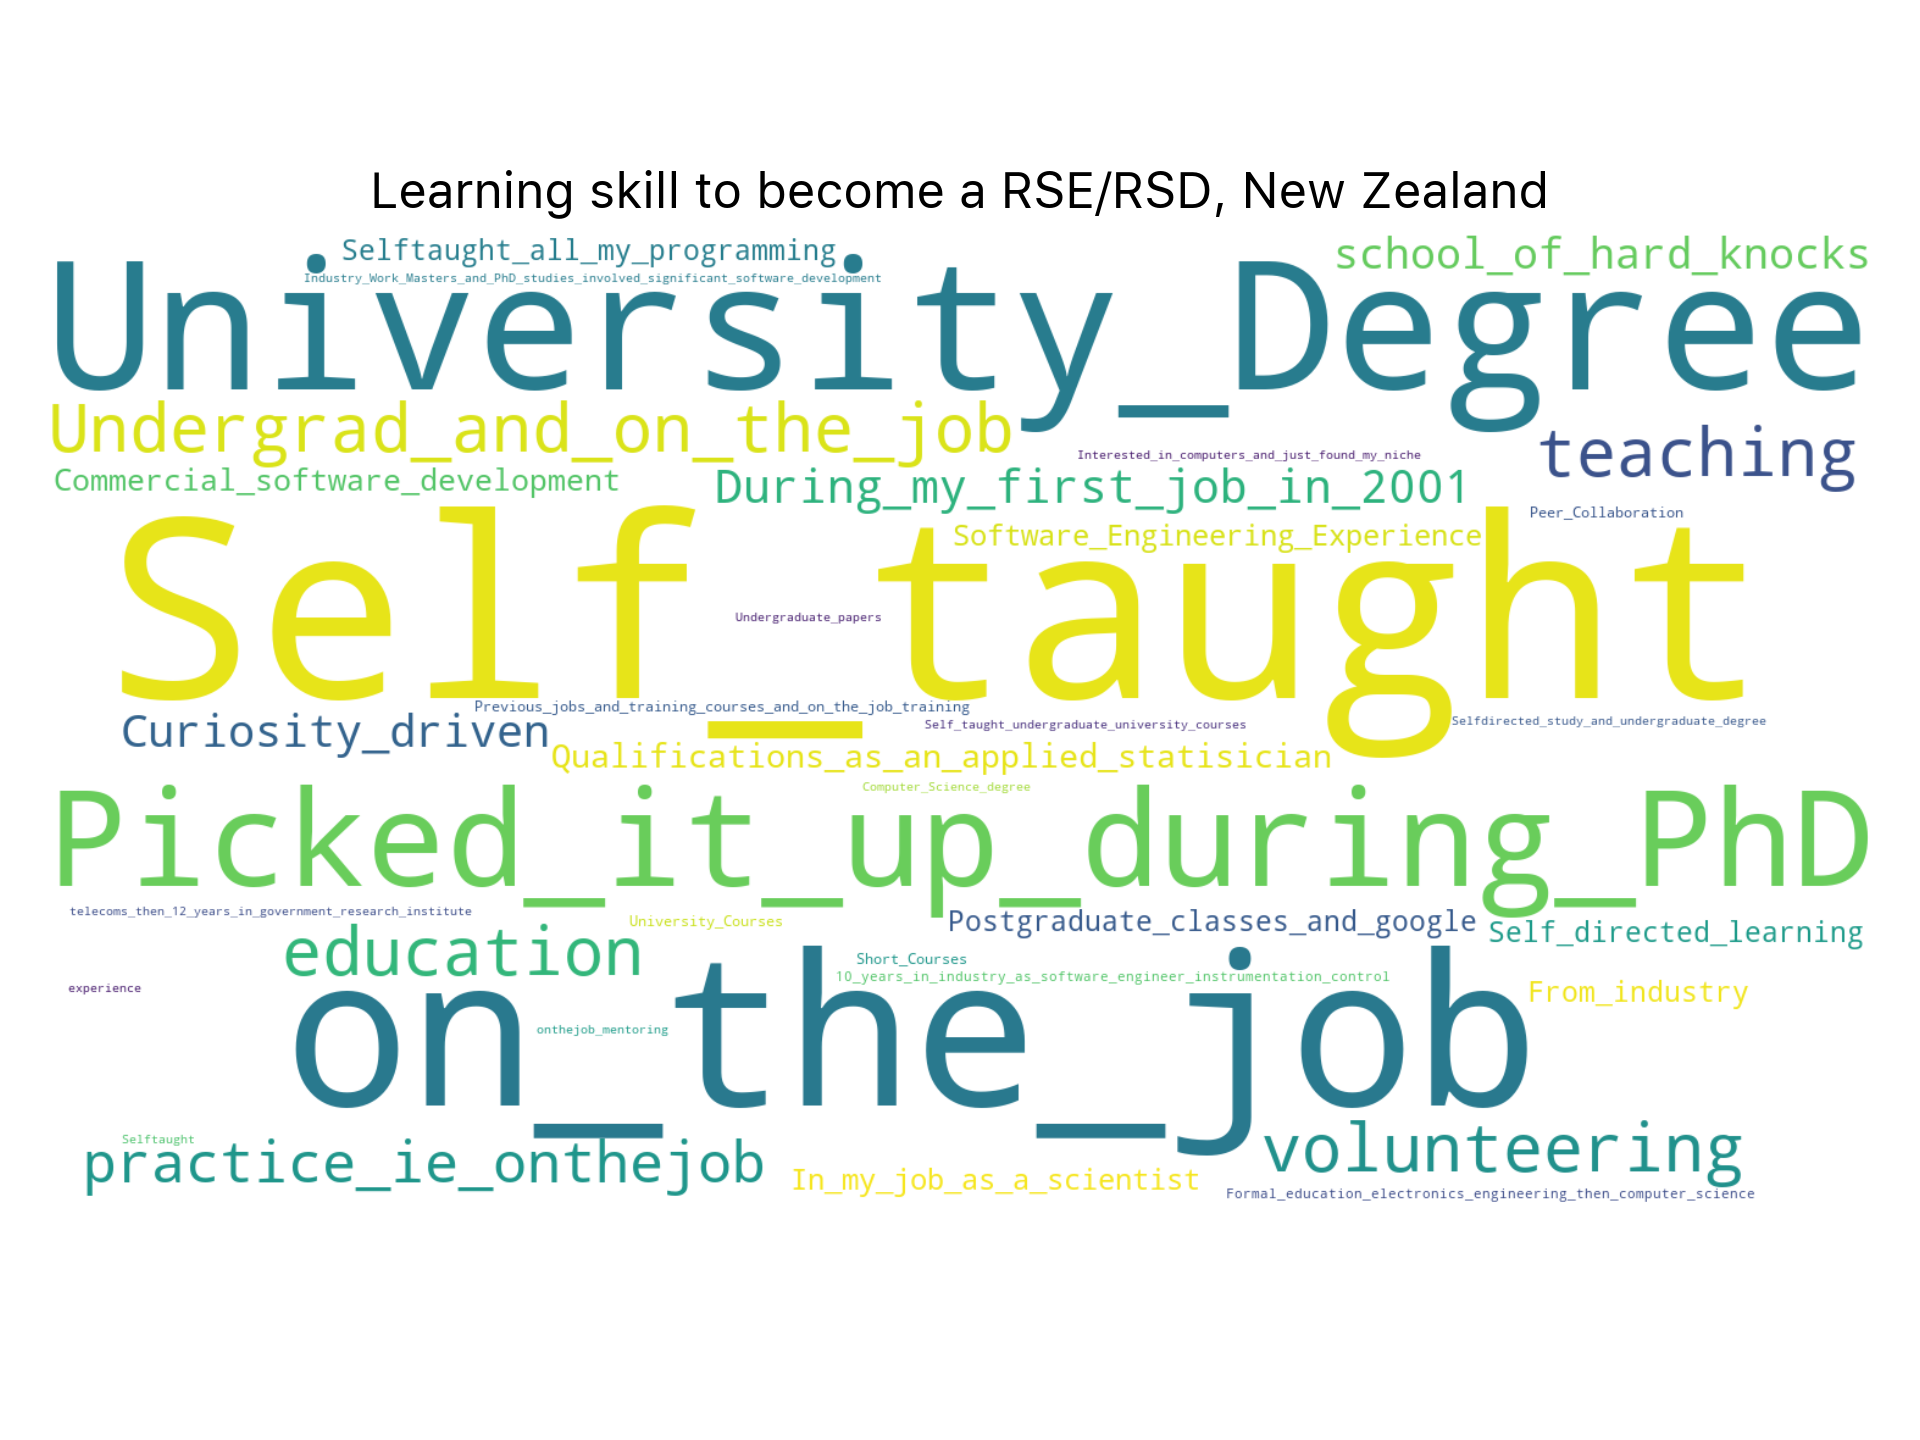 Learning skill to become a RSE/RSD, New Zealand
Selftaught_all_my_programming
school_of_hard_knocks
Industry_Work_Masters_and_PhD_studies_involved_significant_software_development
University_Degree
Undergrad_and_on_the_job
Interested_in_computers_and_just_found_my_niche
teaching
Commercial_software_development
During_my_first_job_in_2001
Peer_Collaboration
Software_Engineering_Experience
Self_taught
Undergraduate_papers
Previous_jobs_and_training_courses_and_on_the_job_training
Curiosity_driven
Self_taught_undergraduate_university_courses
Selfdirected_study_and_undergraduate_degree
Qualifications_as_an_applied_statisician
Computer_Science_degree
Picked_it_up_during_PhD
telecoms_then_12_years_in_government_research_institute
University_Courses
Postgraduate_classes_and_google
Self_directed_learning
education
Short_Courses
10_years_in_industry_as_software_engineer_instrumentation_control
experience
From_industry
onthejob_mentoring
on_the_job
Selftaught
practice_ie_onthejob
volunteering
In_my_job_as_a_scientist
Formal_education_electronics_engineering_then_computer_science